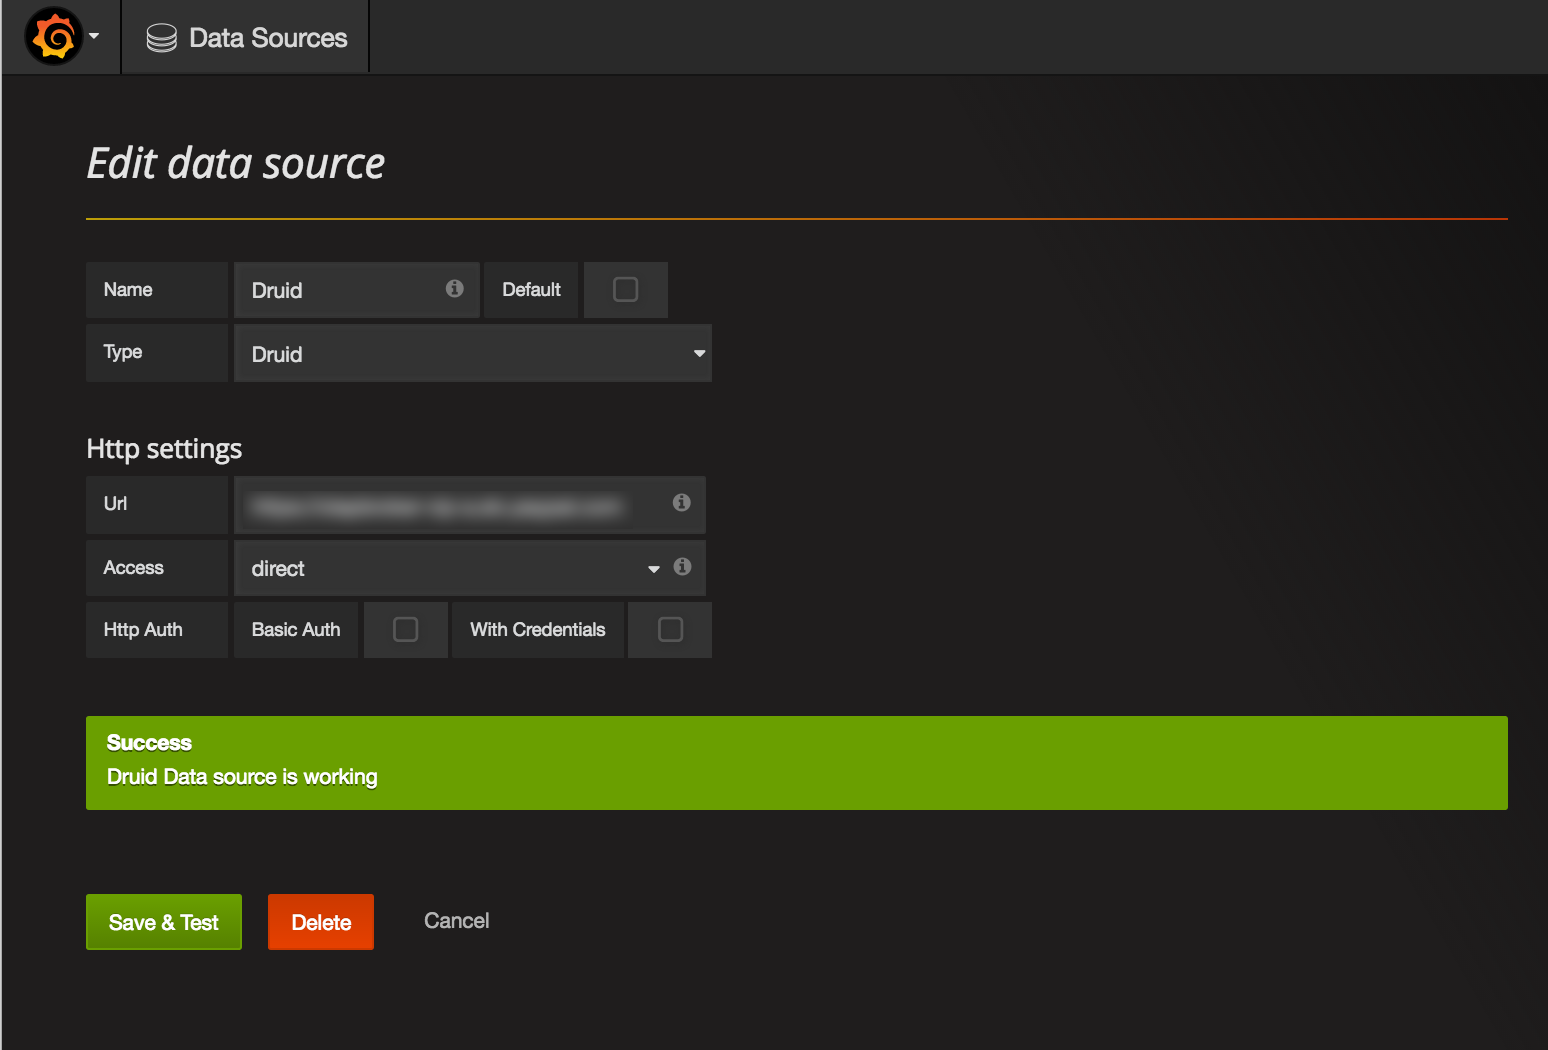 Data Sources
Edit data source
Name Druid Default
Type Druid
Http settings
Url
Access direct
Http Auth Basic Auth With Credentials
Success
Druid Data source is working
Save & Test Delete Cancel